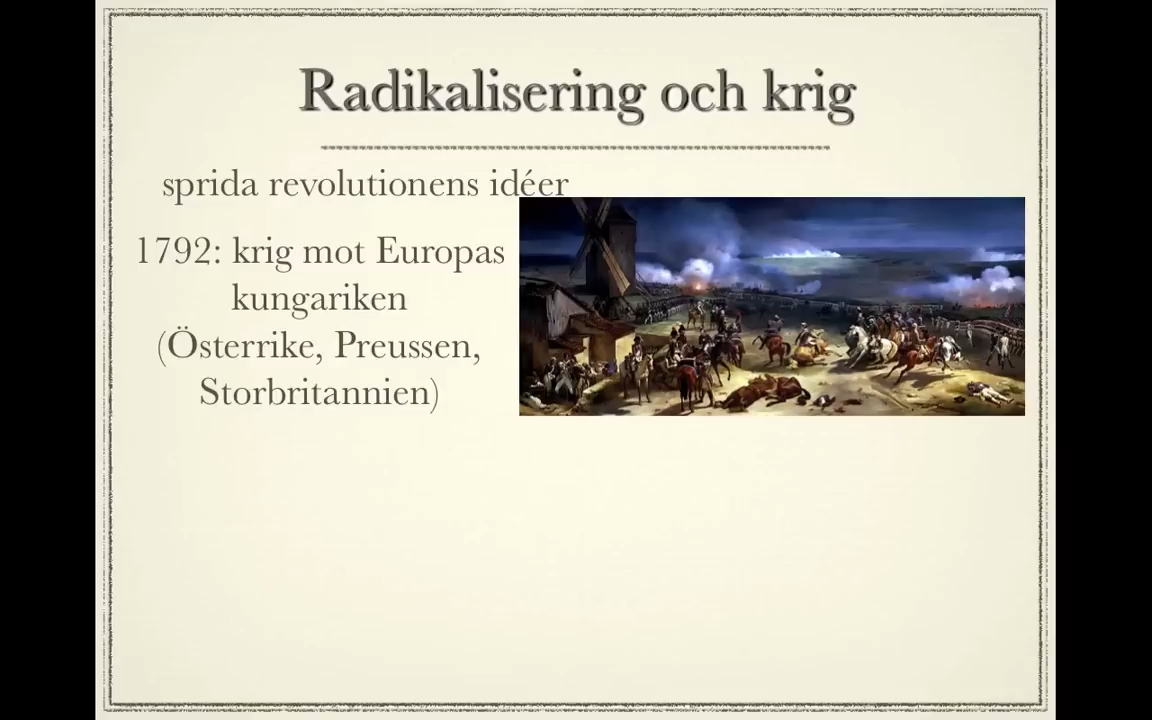 Radikalisering och krig
sprida revolutionens idéer
1792: krig mot Europas
kungariken
(Österrike, Preussen,
Storbritannien)